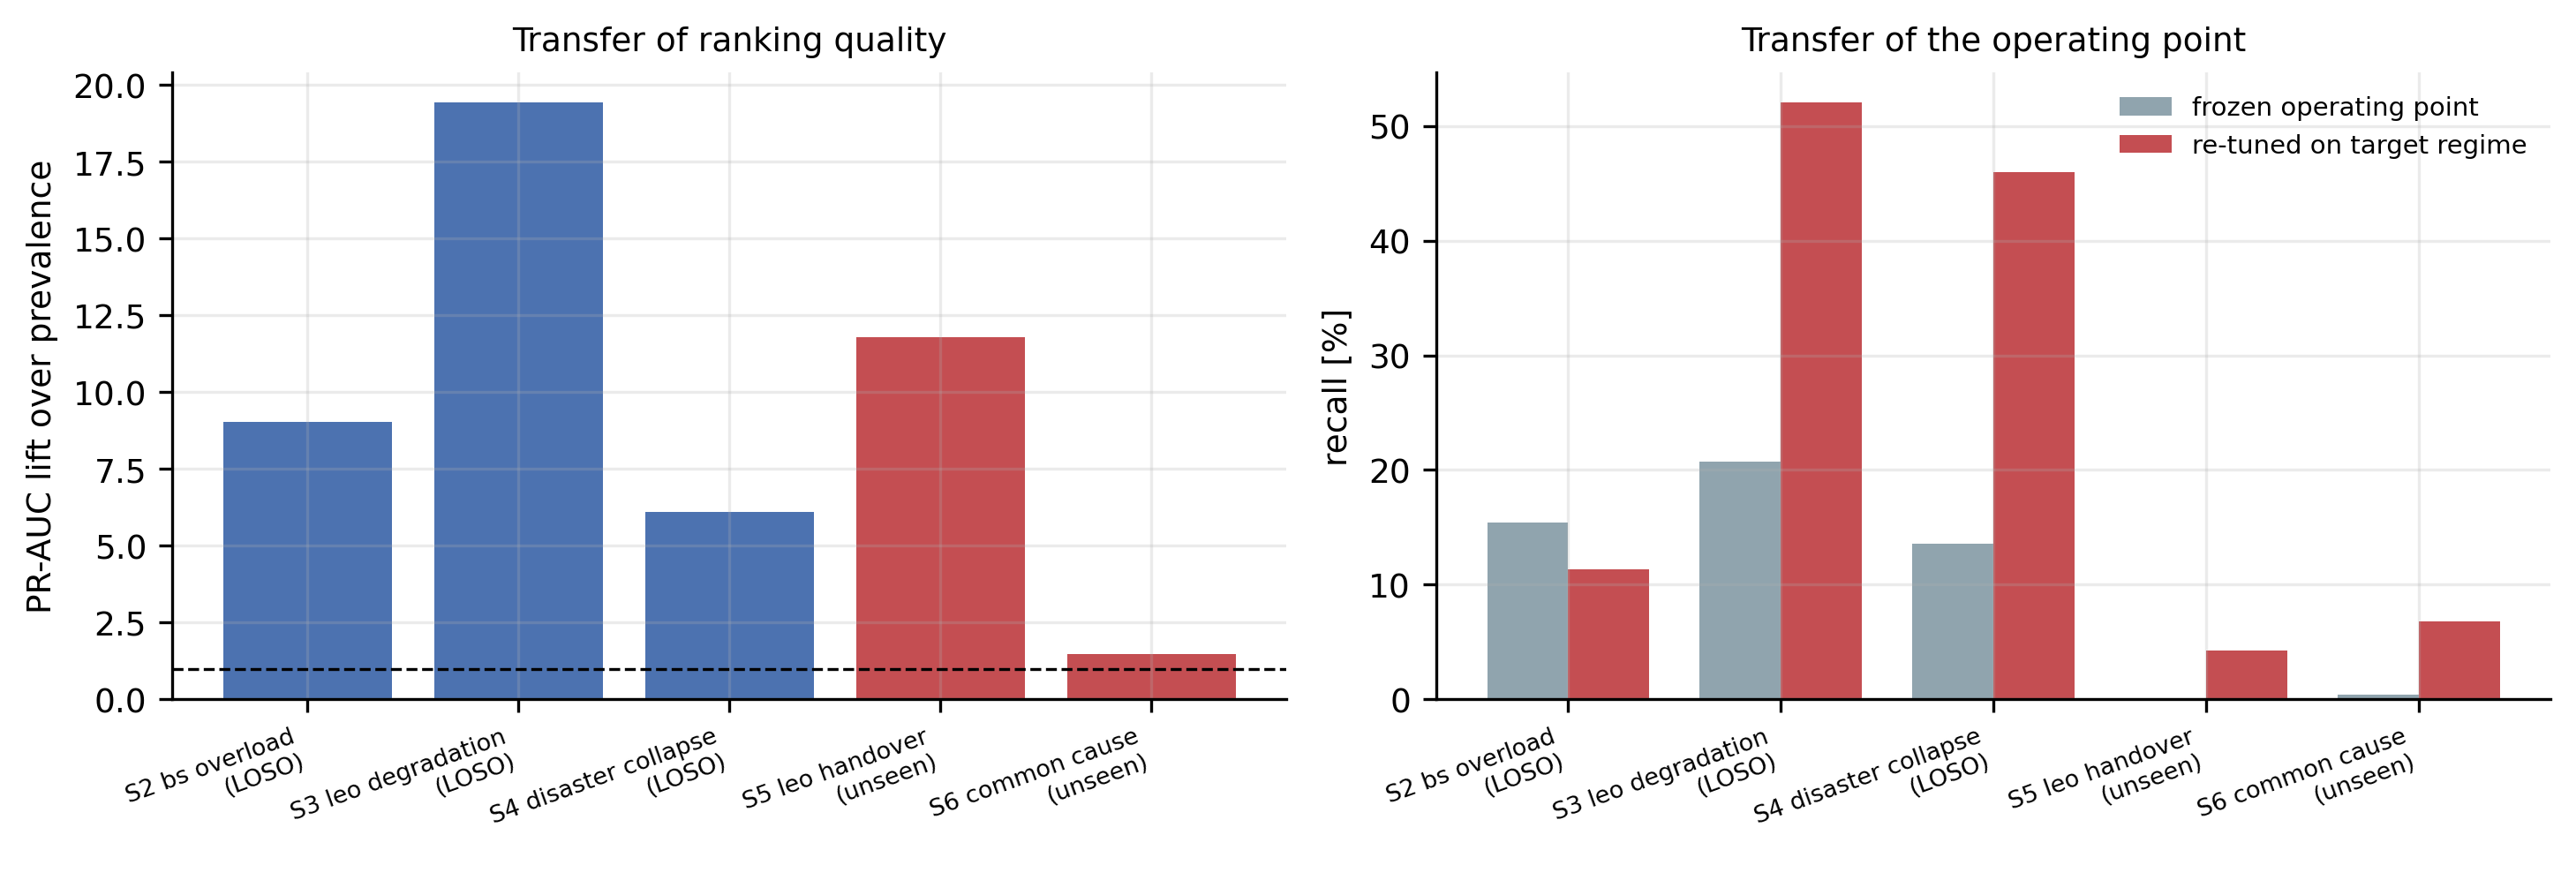 Transfer of ranking quality
PR-AUC lift over prevalence
20.0
17.5
15.0
12.5
10.0
7.5
5.0
2.5
0.0
S2 bs overload
(LOSO)
S3 leo degradation
(LOSO)
S4 disaster collapse
(LOSO)
S5 leo handover
(unseen)
S6 common cause
(unseen)
Transfer of the operating point
recall [%]
50
40
30
20
10
0
frozen operating point
re-tuned on target regime
S2 bs overload
(LOSO)
S3 leo degradation
(LOSO)
S4 disaster collapse
(LOSO)
S5 leo handover
(unseen)
S6 common cause
(unseen)